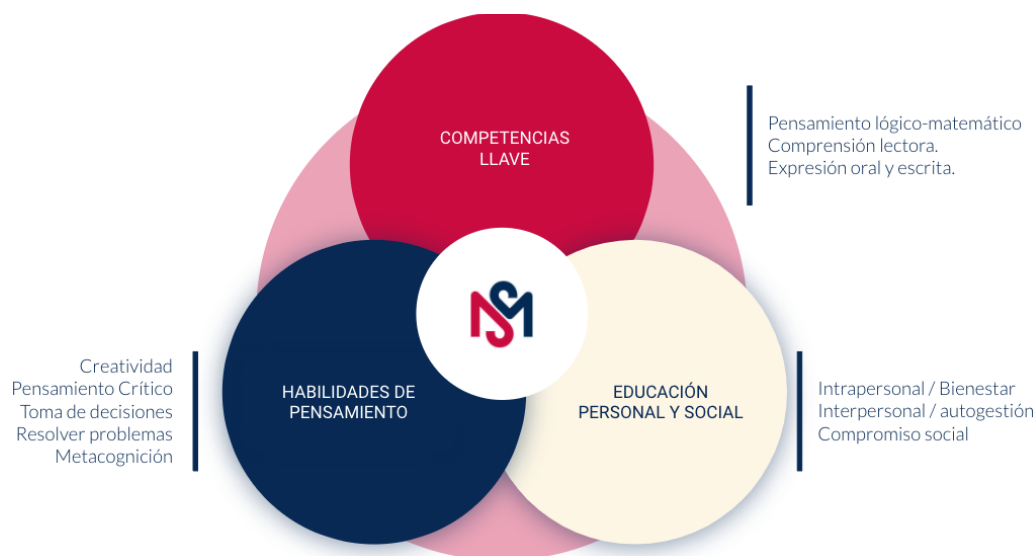 COMPETENCIAS
LLAVE
Pensamiento lógico-matemático
Comprensión lectora.
Expresión oral y escrita.
Creatividad
Pensamiento Crítico
Toma de decisiones
Resolver problemas
Metacognición
HABILIDADES DE
PENSAMIENTO
EDUCACIÓN
PERSONAL Y SOCIAL
Intrapersonal / Bienestar
Interpersonal / autogestión
Compromiso social